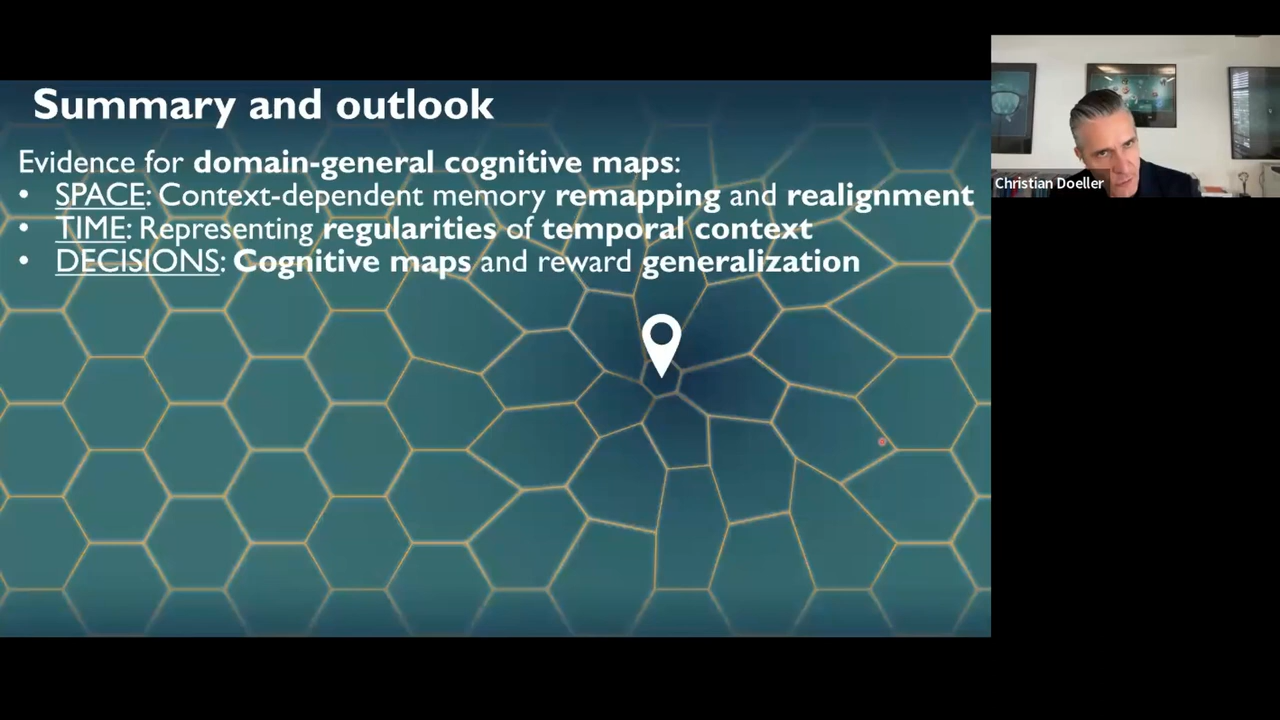 Summary and outlook
Evidence for domain-general cognitive maps:
• SPACE: Context-dependent memory remapping and realignment
• TIME: Representing regularities of temporal context
• DECISIONS: Cognitive maps and reward generalization
Christian Doeller